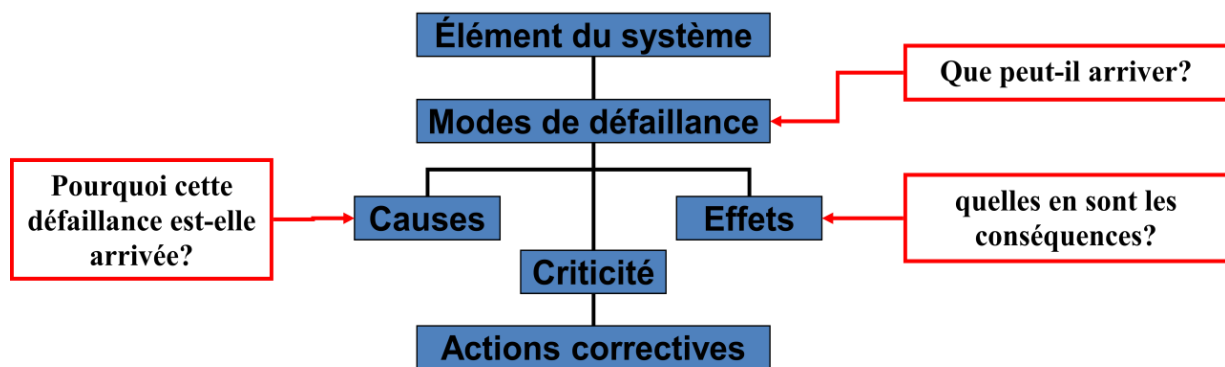 Élément du système
Que peut-il arriver?
Modes de défaillance
Pourquoi cette
défaillance est-elle
arrivée?
Causes
Effets
quelles en sont les
conséquences?
Criticité
Actions correctives